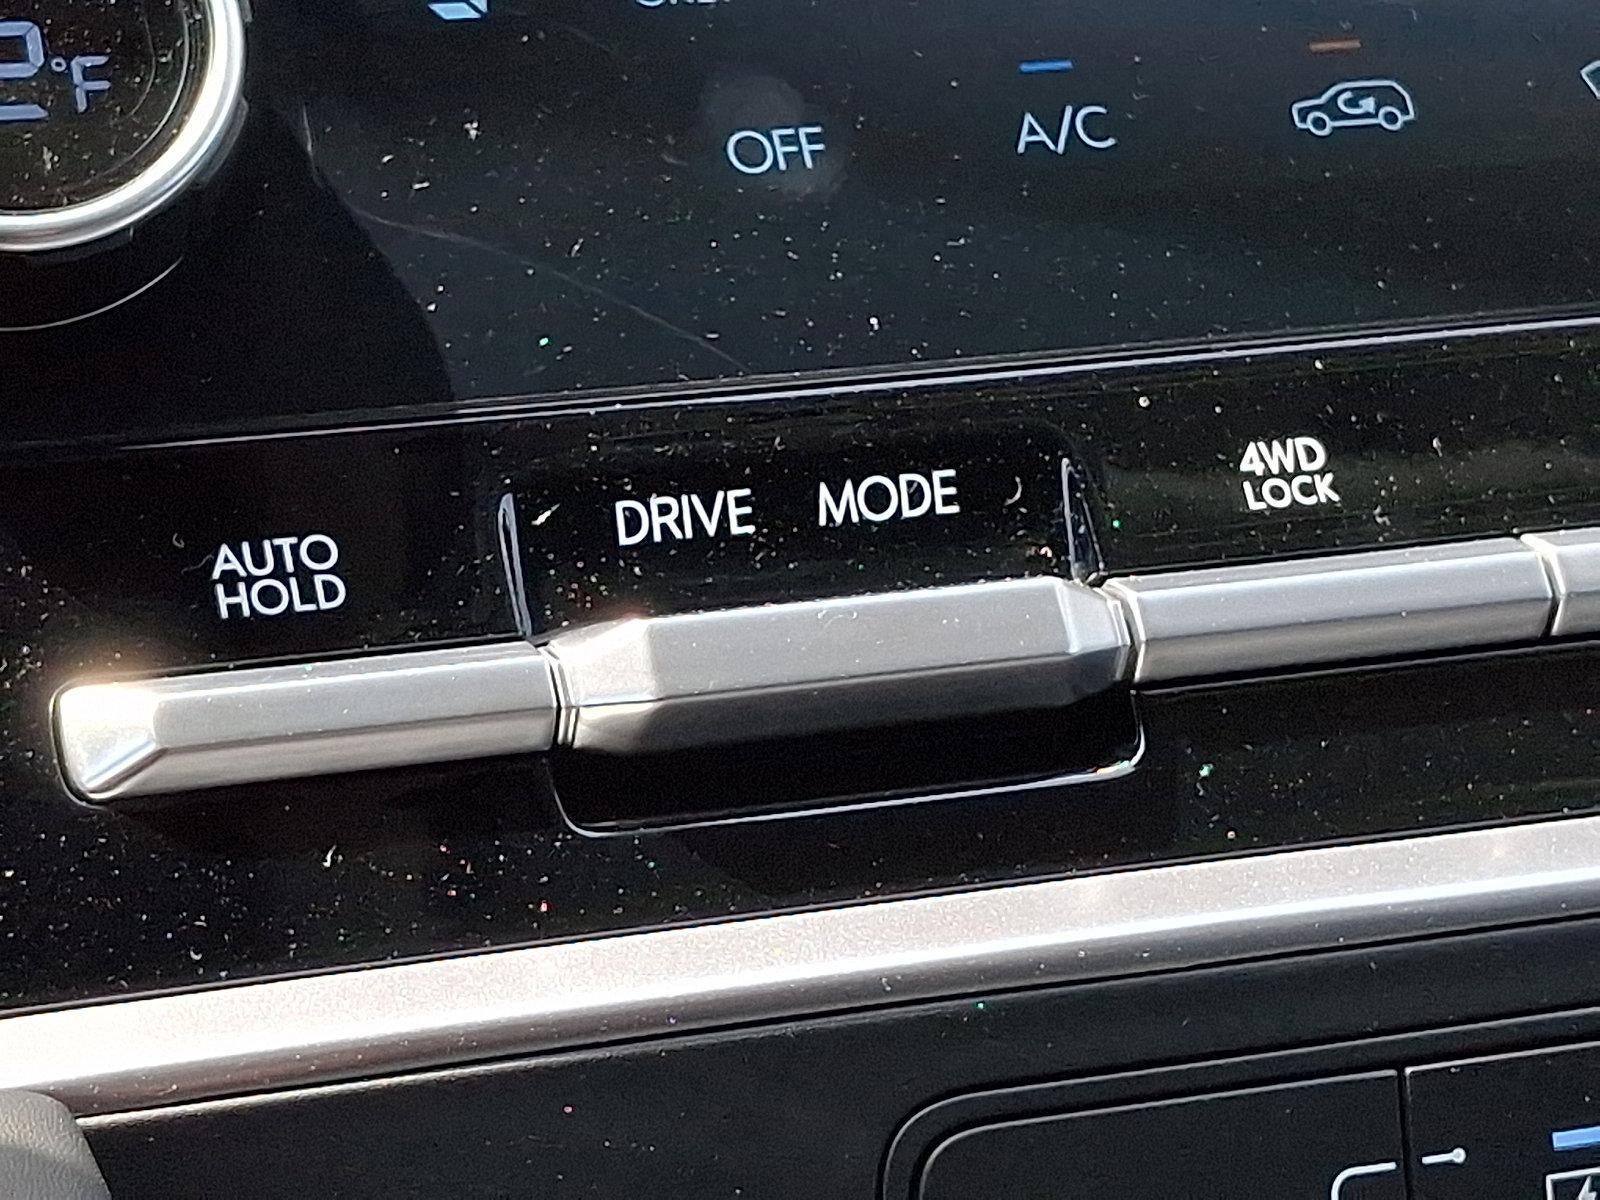 °F
OFF
A/C
DRIVE MODE
4WD
LOCK
AUTO
HOLD